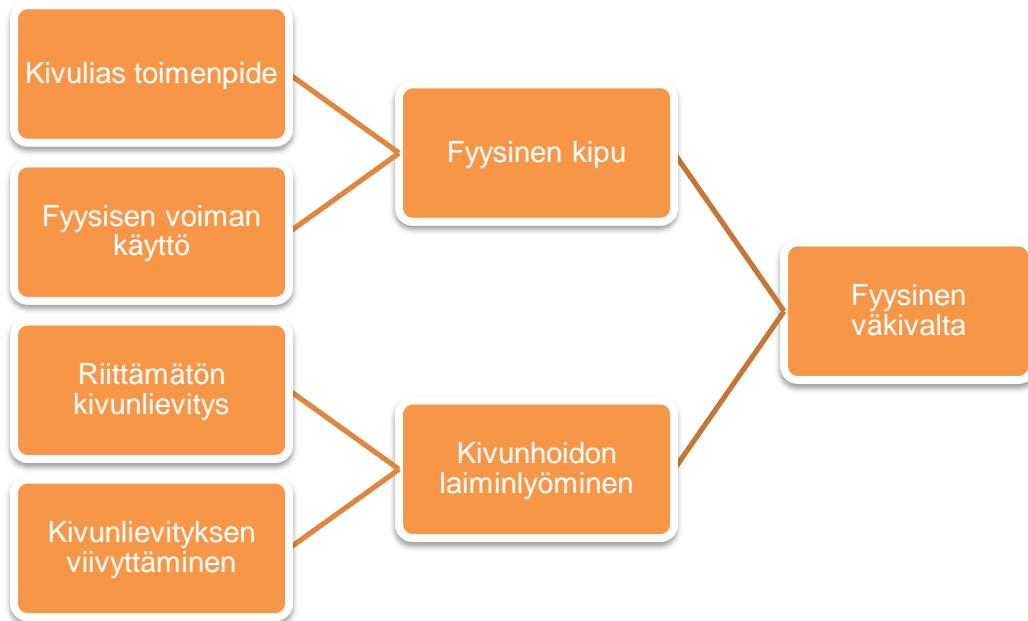 Kivulias toimenpide
Fyysisen voiman
käyttö
Riittämätön
kivunlievitys
Kivunlievityksen
viivyttäminen
Fyysinen kipu
Kivunhoidon
laiminlyöminen
Fyysinen
väkivalta